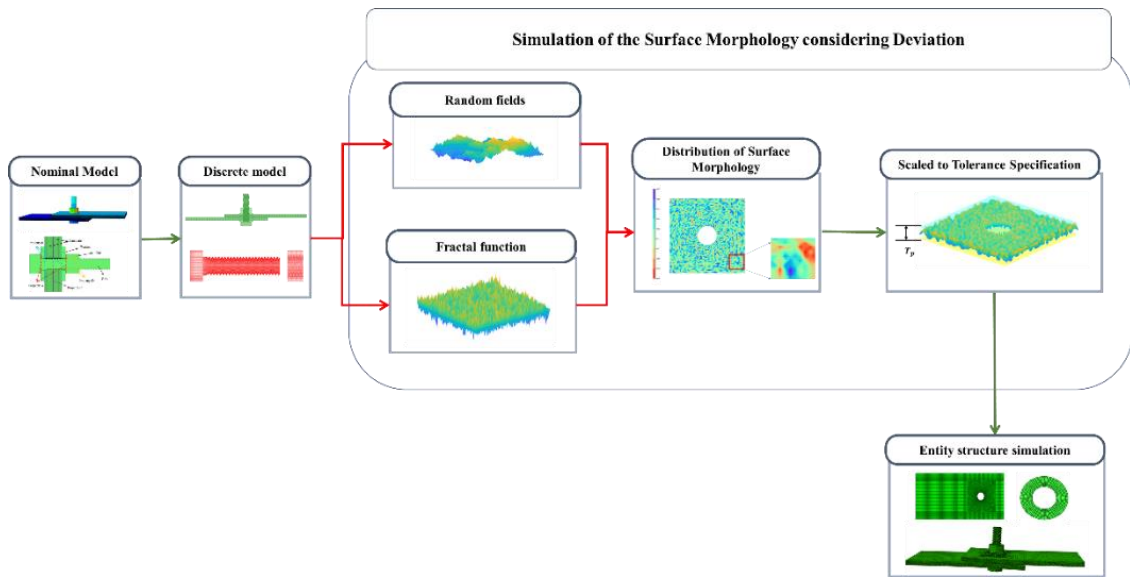 Simulation of the Surface Morphology considering Deviation
Random fields
Nominal Model
Discrete model
Distribution of Surface
Morphology
Scaled to Tolerance Specification
Fractal function
T_p
Entity structure simulation